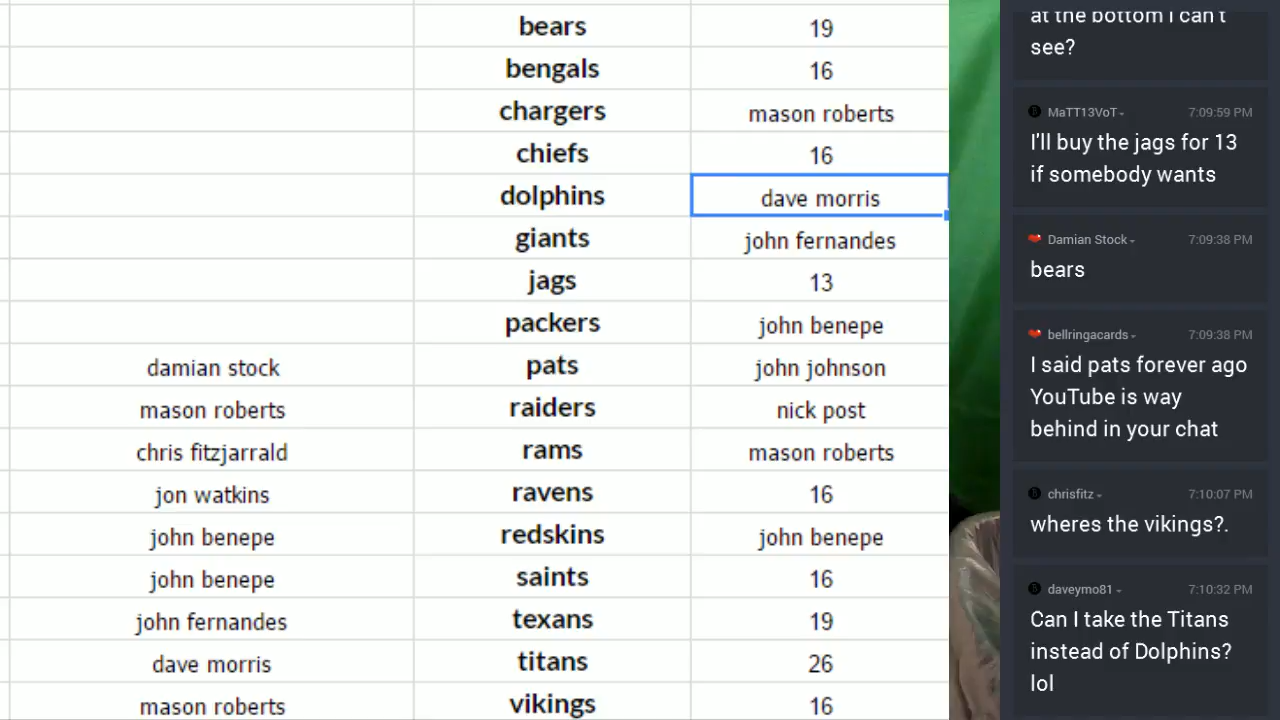 bears 19
bengals 16
chargers mason roberts
chiefs 16
dolphins dave morris
giants john fernandes
jags 13
packers john benepe
damian stock pats john johnson
mason roberts raiders nick post
chris fitzjarrald rams mason roberts
jon watkins ravens 16
john benepe redskins john benepe
john benepe saints 16
john fernandes texans 19
dave morris titans 26
mason roberts vikings 16
at the bottom I can't
see?
MaTT13VoT 7:09:59 PM
I'll buy the jags for 13
if somebody wants
Damian Stock 7:09:38 PM
bears
bellringacards 7:09:38 PM
I said pats forever ago
YouTube is way
behind in your chat
chrisfitz 7:10:07 PM
wheres the vikings?.
daveymo81 7:10:32 PM
Can I take the Titans
instead of Dolphins?
lol